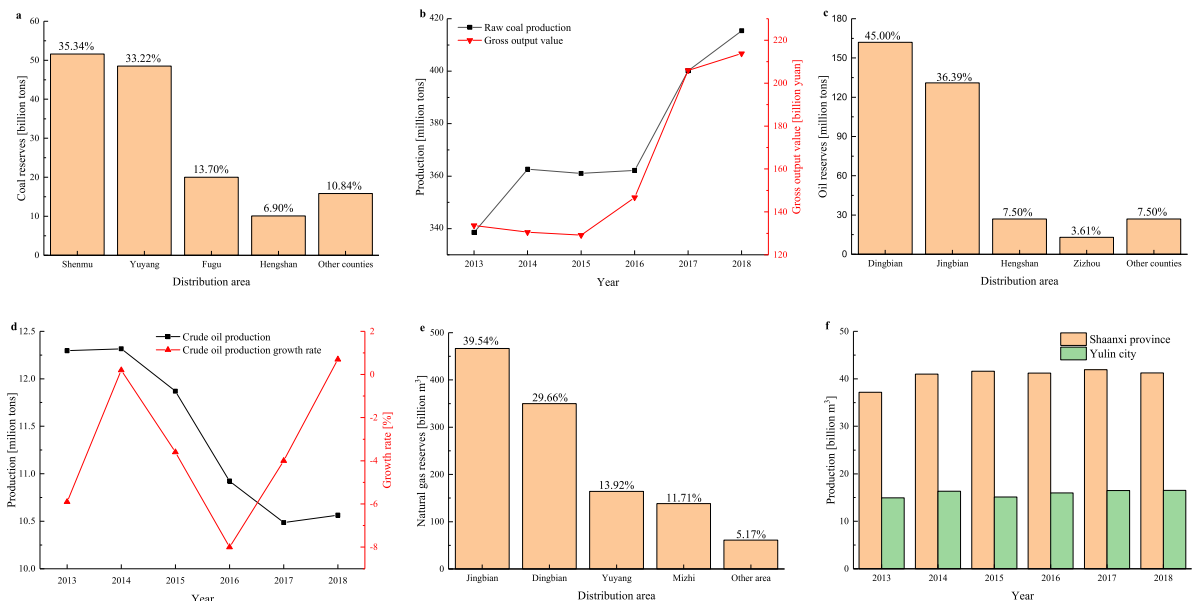 a
Coal reserves [billion tons]
60
50
40
30
20
10
0
35.34%
33.22%
13.70%
6.90%
10.84%
Shenmu Yuyang Fugu Hengshan Other counties
Distribution area
b
Raw coal production
Gross output value
Production [million tons]
420
400
380
360
340
Gross output value [billion yuan]
220
200
180
160
140
120
2013 2014 2015 2016 2017 2018
Year
c
Oil reserves [million tons]
180
150
120
90
60
30
0
45.00%
36.39%
7.50%
3.61%
7.50%
Dingbian Jingbian Hengshan Zizhou Other counties
Distribution area
d
Crude oil production
Crude oil production growth rate
Production [milion tons]
12.5
12.0
11.5
11.0
10.5
10.0
Growth rate [%]
2
0
-2
-4
-6
-8
2013 2014 2015 2016 2017 2018
Year
e
Natural gas reserves [billion m³]
500
450
400
350
300
250
200
150
100
50
0
39.54%
29.66%
13.92%
11.71%
5.17%
Jingbian Dingbian Yuyang Mizhi Other area
Distribution area
f
Shaanxi province
Yulin city
Production [billion m³]
50
40
30
20
10
0
2013 2014 2015 2016 2017 2018
Year